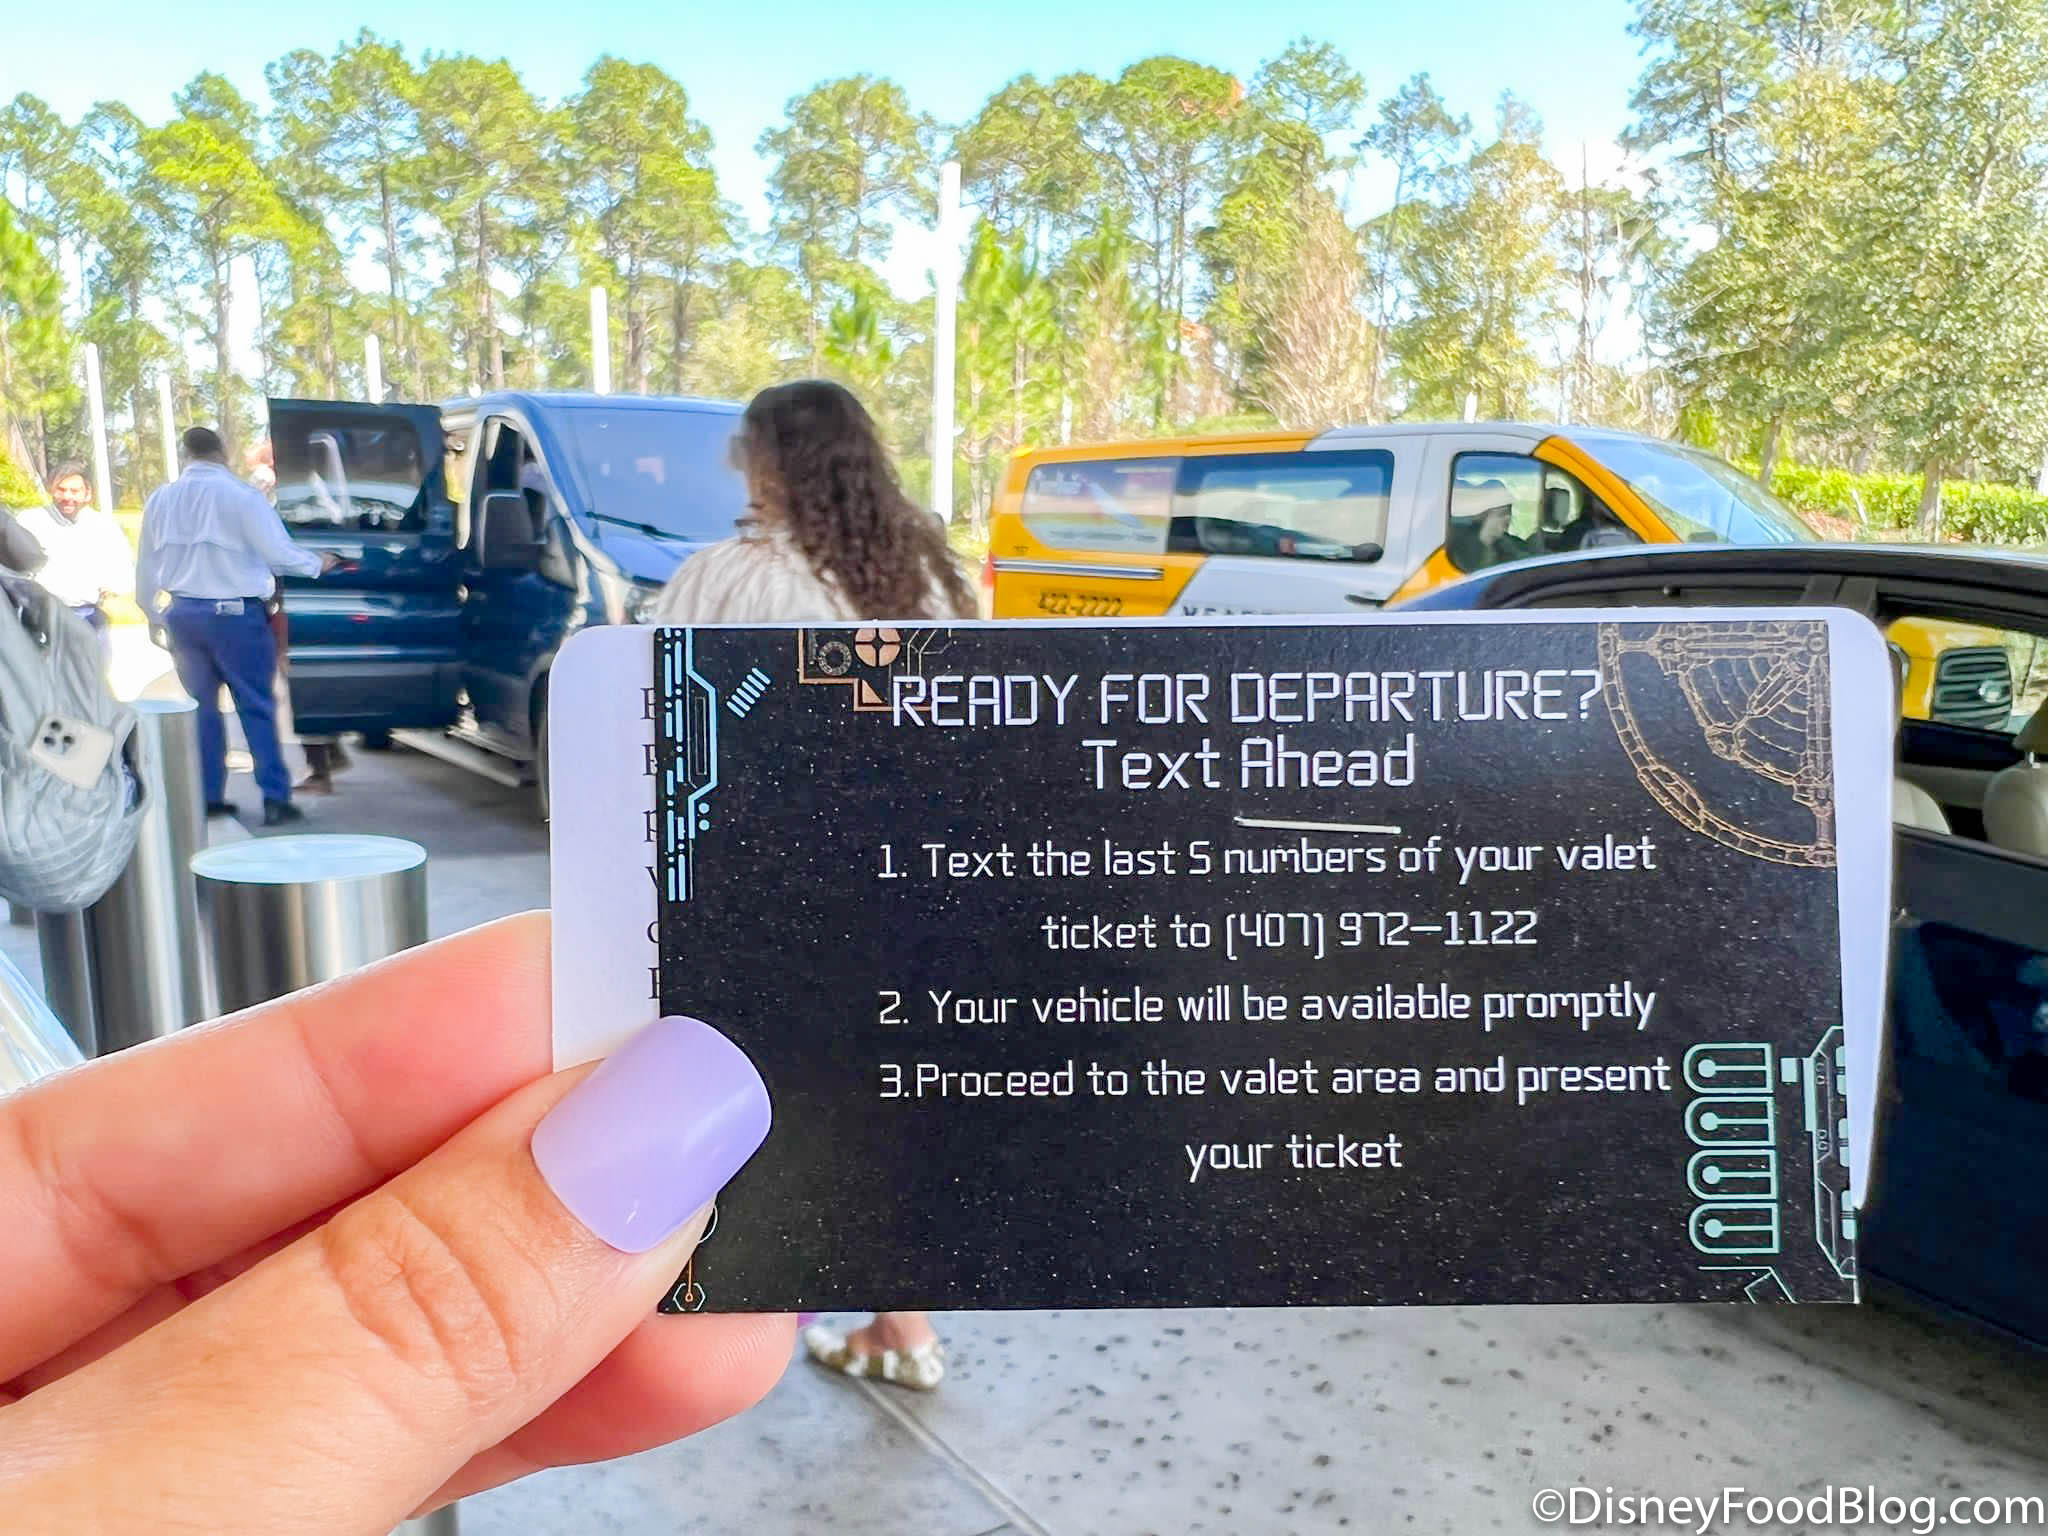 422-2222
READY FOR DEPARTURE?
Text Ahead
1. Text the last 5 numbers of your valet
ticket to (407) 972-1122
2. Your vehicle will be available promptly
3.Proceed to the valet area and present
your ticket
©DisneyFoodBlog.com